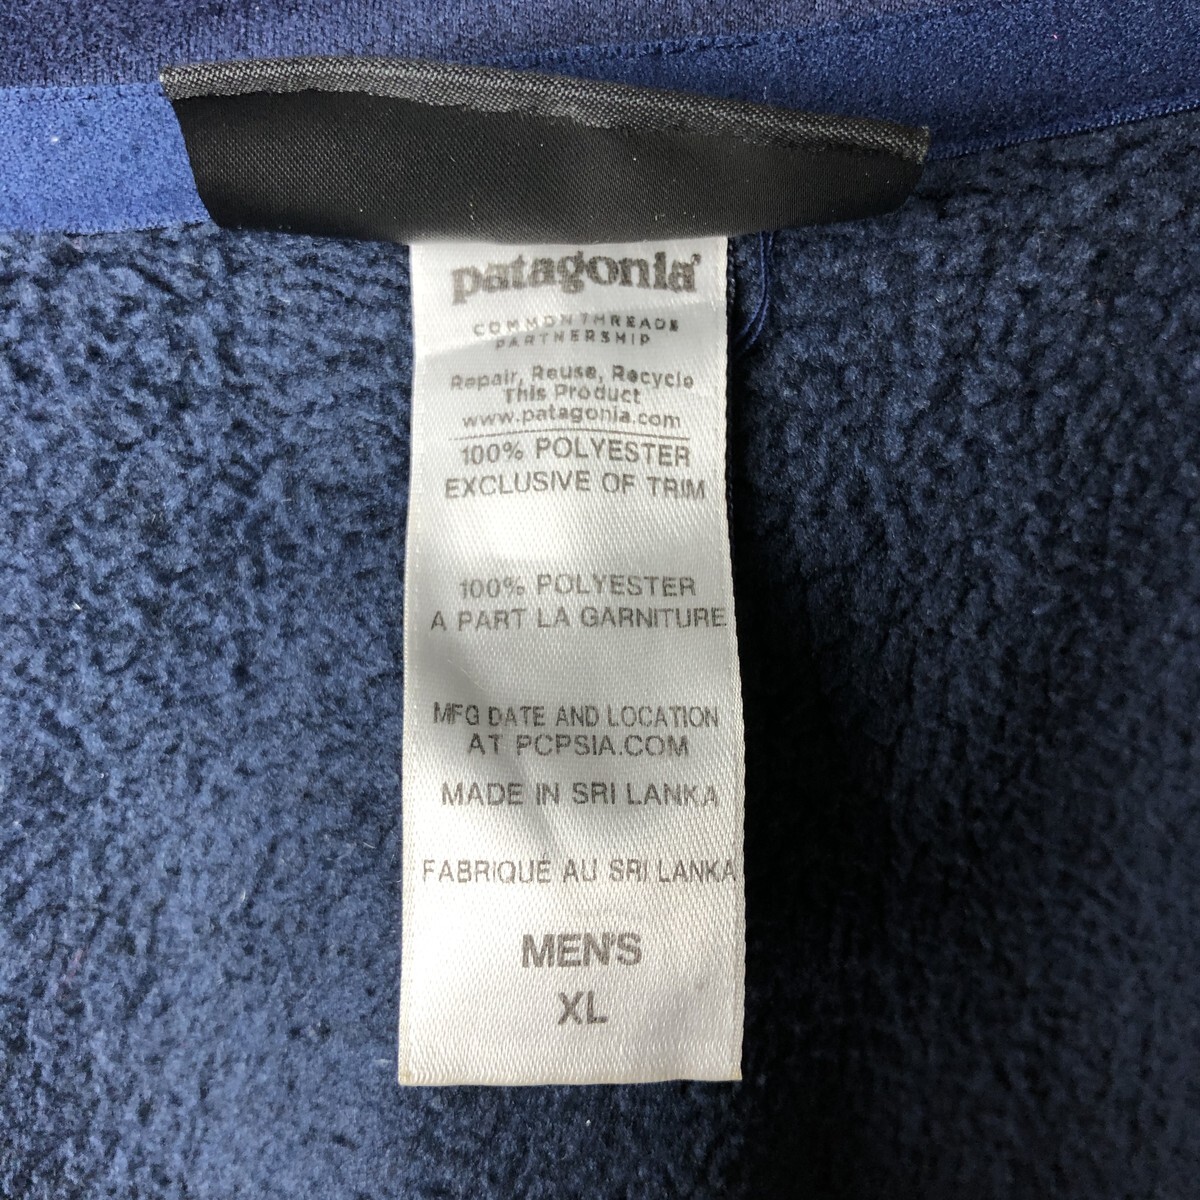 patagonia®
COMMON THREADS
PARTNERSHIP
Repair, Reuse, Recycle
This Product
www.patagonia.com
100% POLYESTER
EXCLUSIVE OF TRIM
100% POLYESTER
A PART LA GARNITURE
MFG DATE AND LOCATION
AT PCPSIA.COM
MADE IN SRI LANKA
FABRIQUE AU SRI LANKA
MEN'S
XL